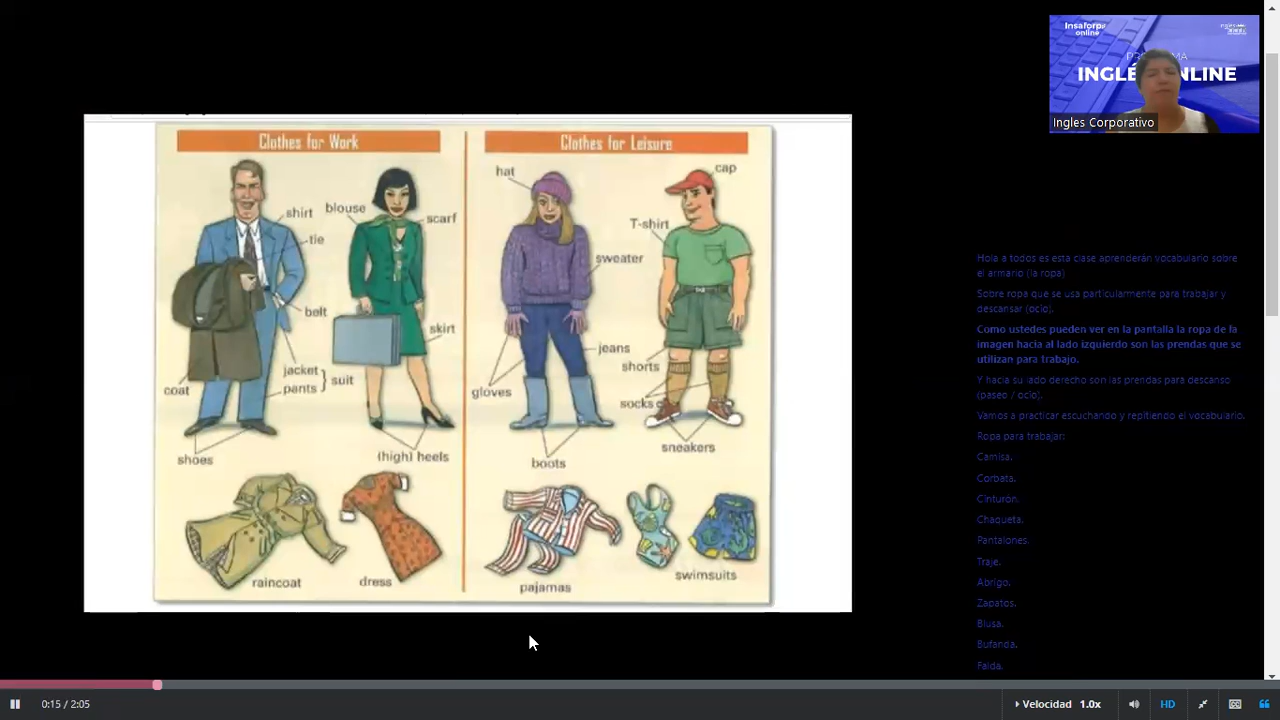 Insaforp
online
INGLÉS ONLINE
Ingles Corporativo
Clothes for Work
Clothes for Leisure
hat
cap
shirt
blouse
scarf
T-shirt
tie
sweater
belt
skirt
jeans
jacket
pants
suit
coat
gloves
shorts
socks
shoes
(high) heels
boots
sneakers
raincoat
dress
pajamas
swimsuits
Hola a todos es esta clase aprenderán vocabulario sobre
el armario (la ropa)
Sobre ropa que se usa particularmente para trabajar y
descansar (ocio).
Como ustedes pueden ver en la pantalla la ropa de la
imagen hacia al lado izquierdo son las prendas que se
utilizan para trabajo.
Y hacia su lado derecho son las prendas para descanso
(paseo / ocio).
Vamos a practicar escuchando y repitiendo el vocabulario.
Ropa para trabajar:
Camisa.
Corbata.
Cinturón.
Chaqueta.
Pantalones.
Traje.
Abrigo.
Zapatos.
Blusa.
Bufanda.
Falda.
0:15 / 2:05
Velocidad 1.0x
HD